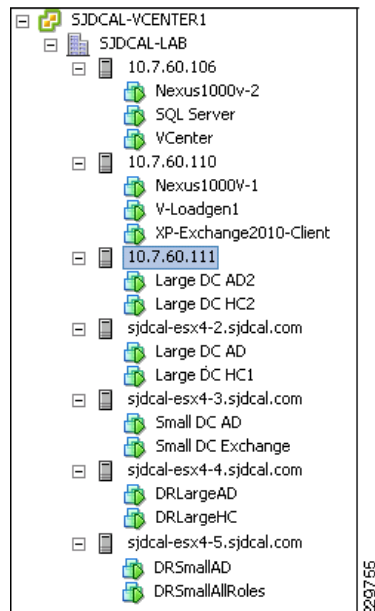 SJDCAL-VCENTER1
SJDCAL-LAB
10.7.60.106
Nexus1000v-2
SQL Server
VCenter
10.7.60.110
Nexus1000V-1
V-Loadgen1
XP-Exchange2010-Client
10.7.60.111
Large DC AD2
Large DC HC2
sjdcal-esx4-2.sjdcal.com
Large DC AD
Large DC HC1
sjdcal-esx4-3.sjdcal.com
Small DC AD
Small DC Exchange
sjdcal-esx4-4.sjdcal.com
DRLargeAD
DRLargeHC
sjdcal-esx4-5.sjdcal.com
DRSmallAD
DRSmallAllRoles
229755